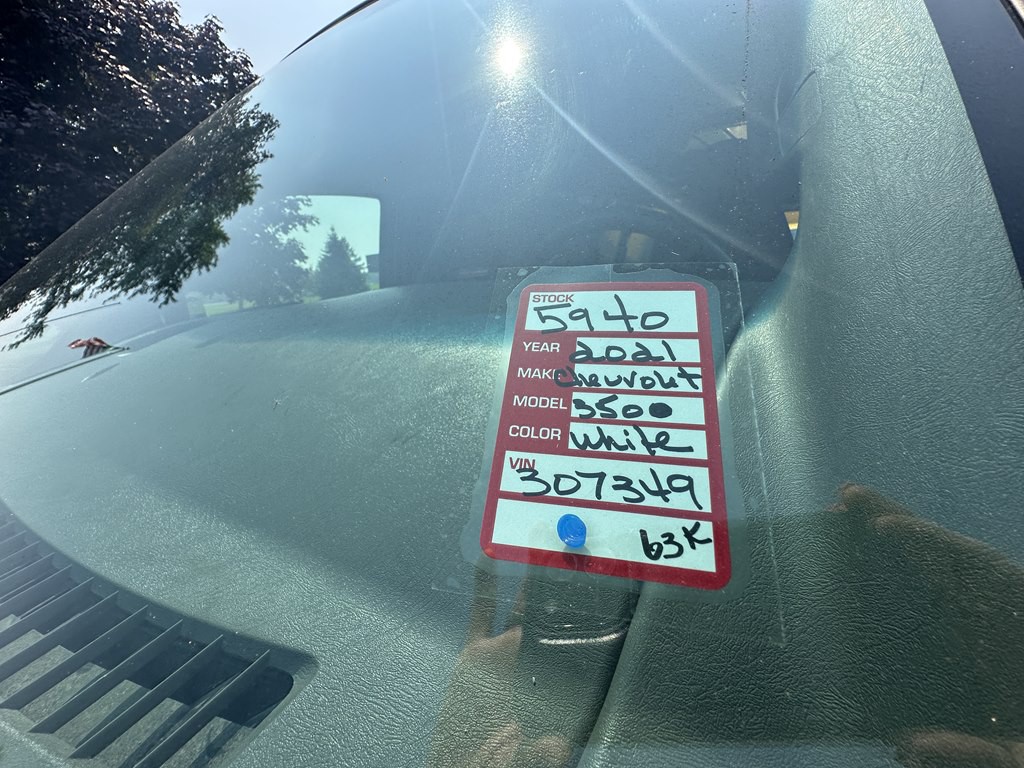 STOCK
5940
YEAR 2021
MAKE Chevrolet
MODEL 3500
COLOR White
VIN
307349
63K